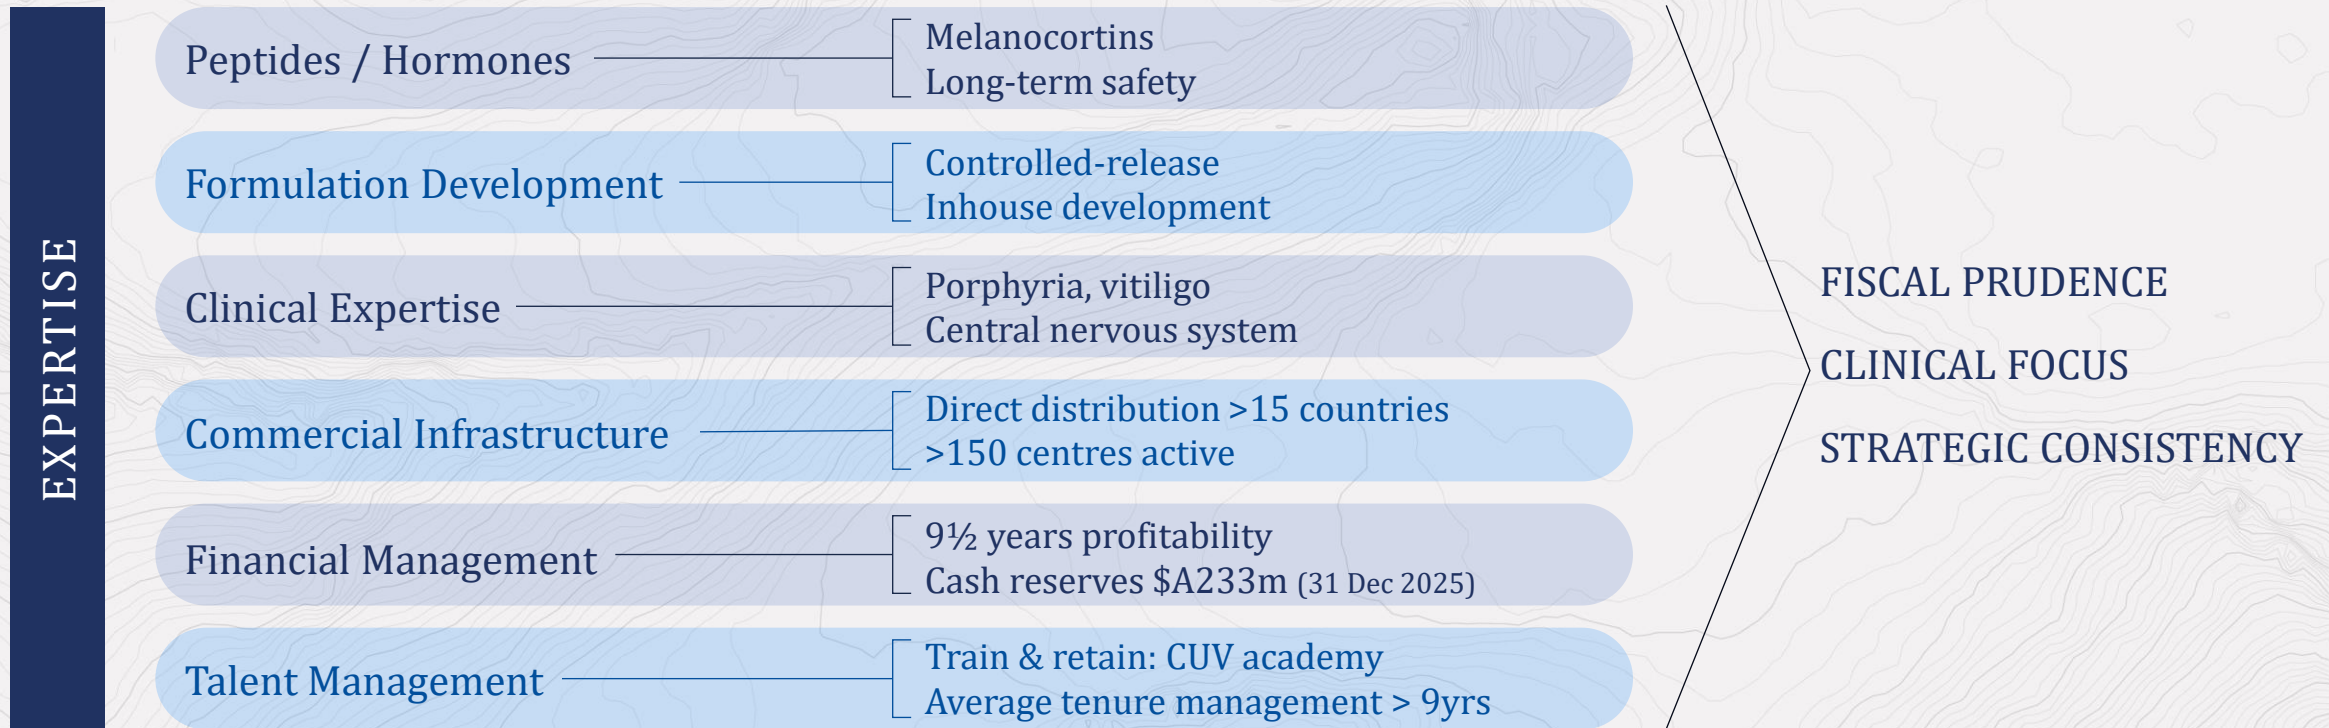 EXPERTISE
Peptides / Hormones
Melanocortins
Long-term safety
Formulation Development
Controlled-release
Inhouse development
Clinical Expertise
Porphyria, vitiligo
Central nervous system
Commercial Infrastructure
Direct distribution >15 countries
>150 centres active
Financial Management
9½ years profitability
Cash reserves $A233m (31 Dec 2025)
Talent Management
Train & retain: CUV academy
Average tenure management > 9yrs
FISCAL PRUDENCE
CLINICAL FOCUS
STRATEGIC CONSISTENCY